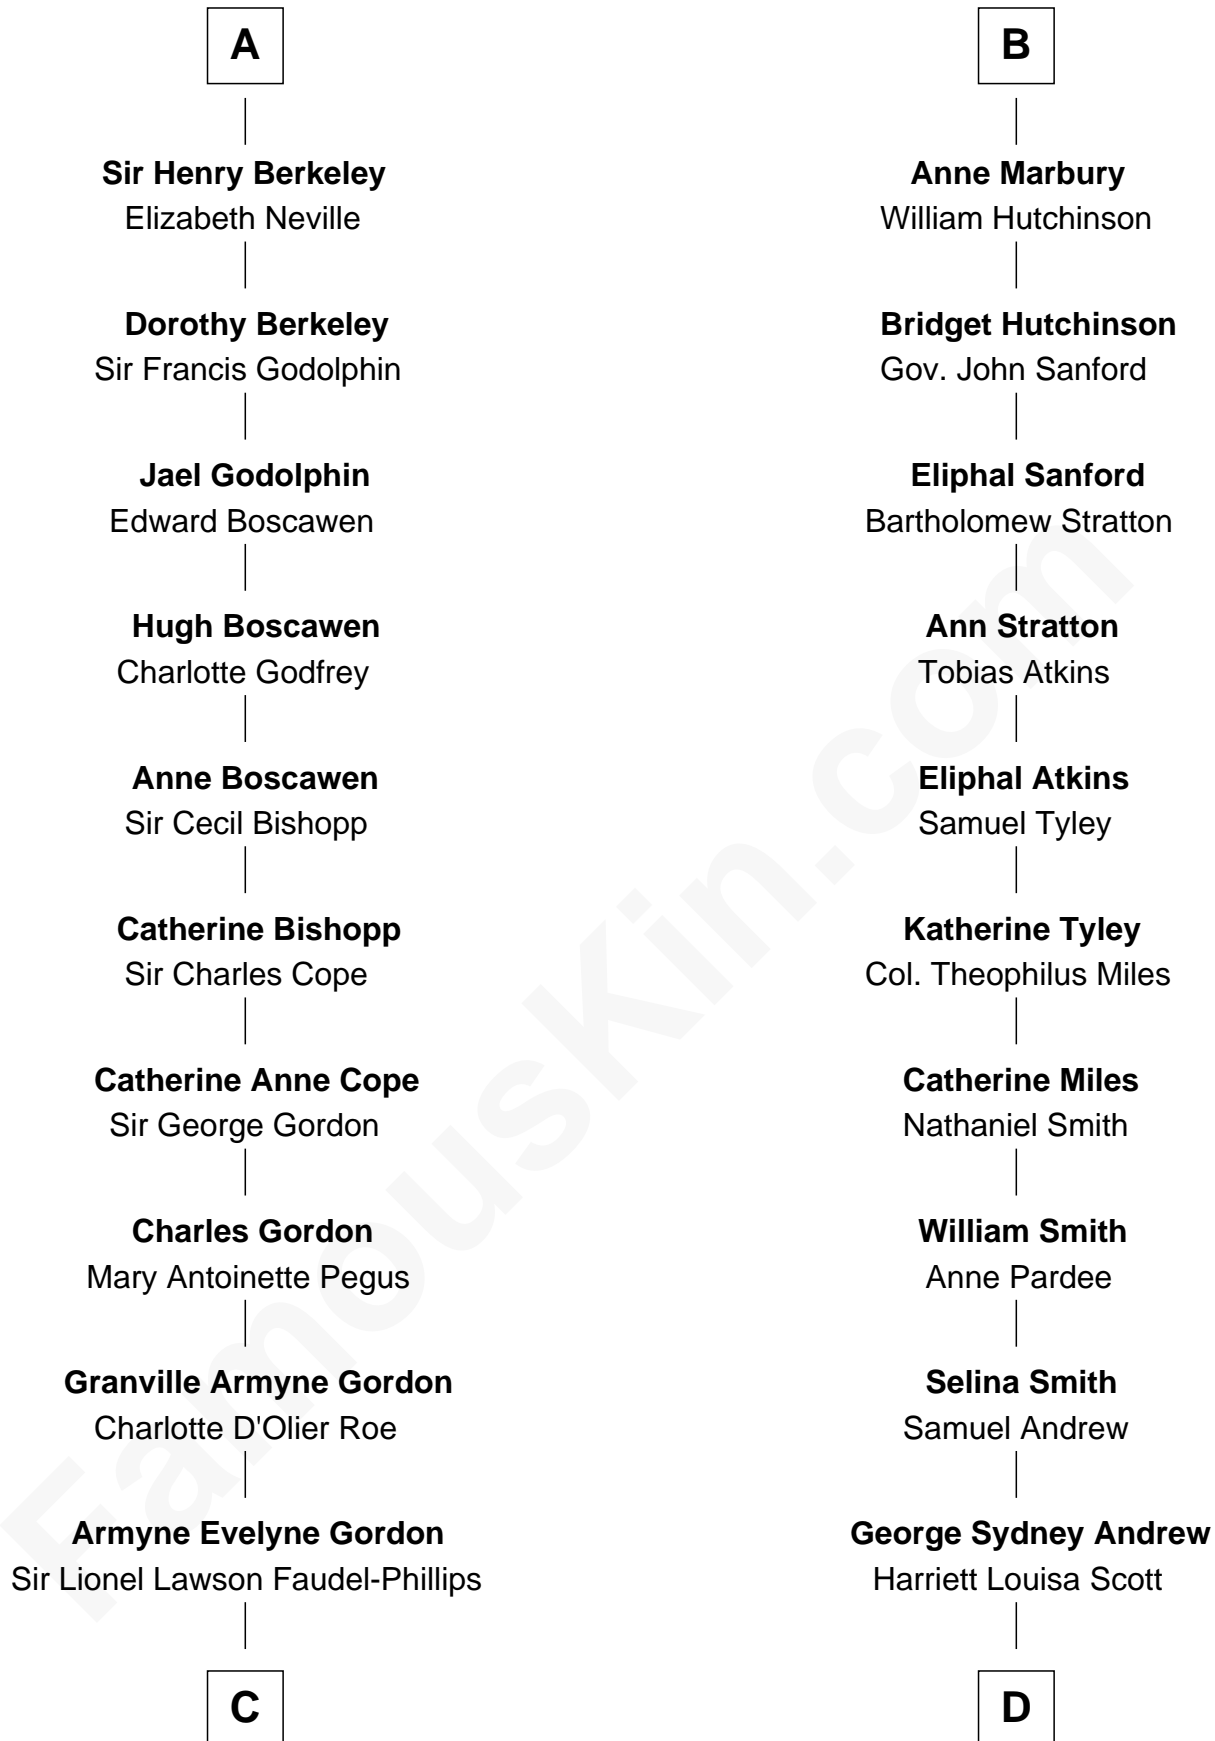 A
Sir Henry Berkeley
Elizabeth Neville
Dorothy Berkeley
Sir Francis Godolphin
Jael Godolphin
Edward Boscawen
Hugh Boscawen
Charlotte Godfrey
Anne Boscawen
Sir Cecil Bishopp
Catherine Bishopp
Sir Charles Cope
Catherine Anne Cope
Sir George Gordon
Charles Gordon
Mary Antoinette Pegus
Granville Armyne Gordon
Charlotte D'Olier Roe
Armyne Evelyne Gordon
Sir Lionel Lawson Faudel-Phillips
C
B
Anne Marbury
William Hutchinson
Bridget Hutchinson
Gov. John Sanford
Eliphal Sanford
Bartholomew Stratton
Ann Stratton
Tobias Atkins
Eliphal Atkins
Samuel Tyley
Katherine Tyley
Col. Theophilus Miles
Catherine Miles
Nathaniel Smith
William Smith
Anne Pardee
Selina Smith
Samuel Andrew
George Sydney Andrew
Harriett Louisa Scott
D
FamousKin.com